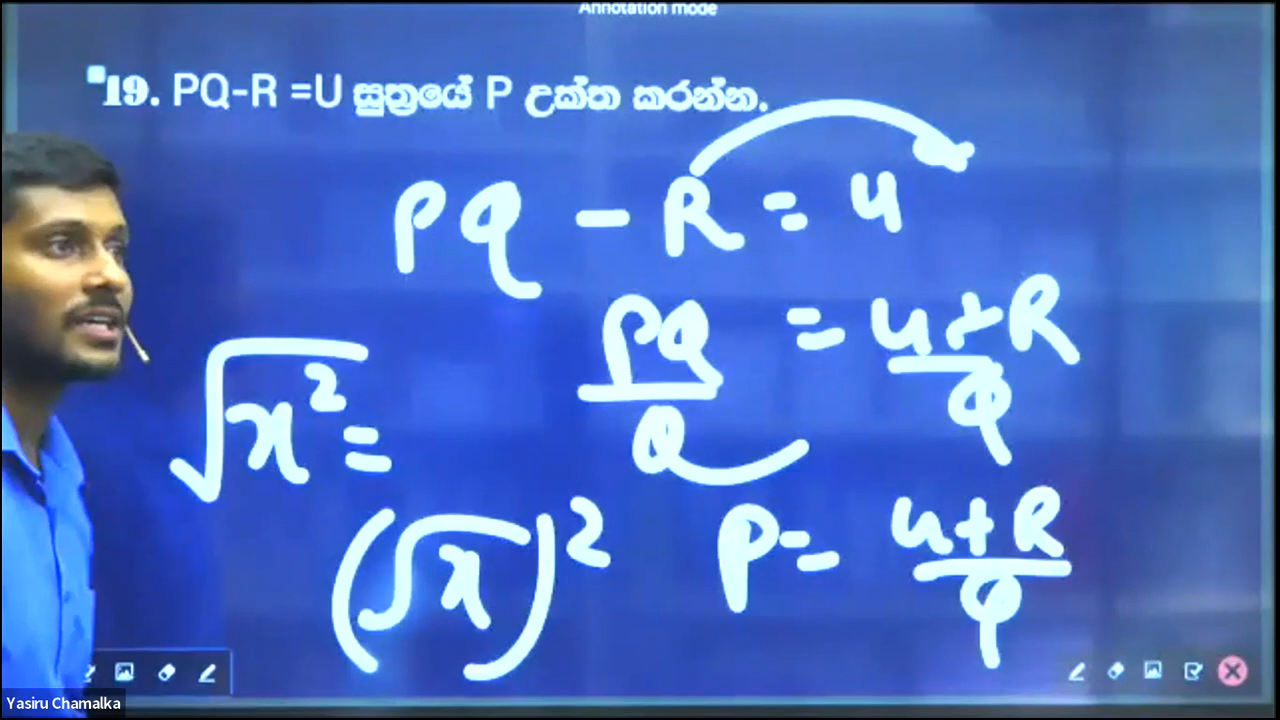 Annotation mode
19. PQ-R =U සූත්‍රයේ P උක්ත කරන්න.
PQ - R = u
PQ/Q = u+R/Q
√x² =
(√x)²
P = u+R/Q
Yasiru Chamalka